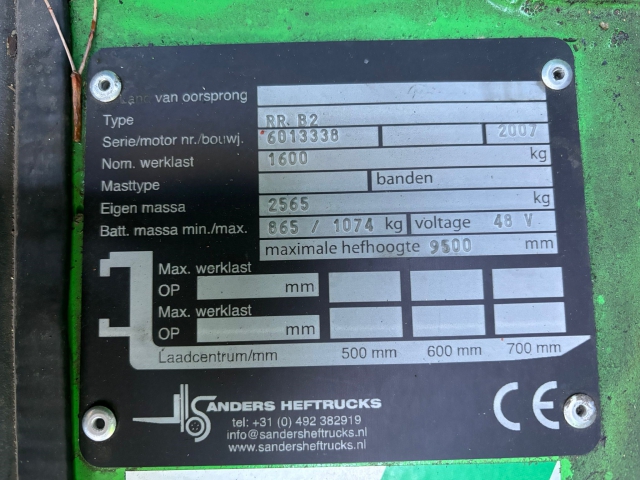 Land van oorsprong
Type RR. B2
Serie/motor nr./bouwj. 6013338 2007
Nom. werklast 1600 kg
Masttype banden
Eigen massa 2565 kg
Batt. massa min./max. 865 / 1074 kg voltage 48 V
maximale hefhoogte 9500 mm
Max. werklast
OP mm
Max. werklast
OP mm
Laadcentrum/mm 500 mm 600 mm 700 mm
SANDERS HEFTRUCKS
tel: +31 (0) 492 382919
info@sandersheftrucks.nl
www.sandersheftrucks.nl
CE